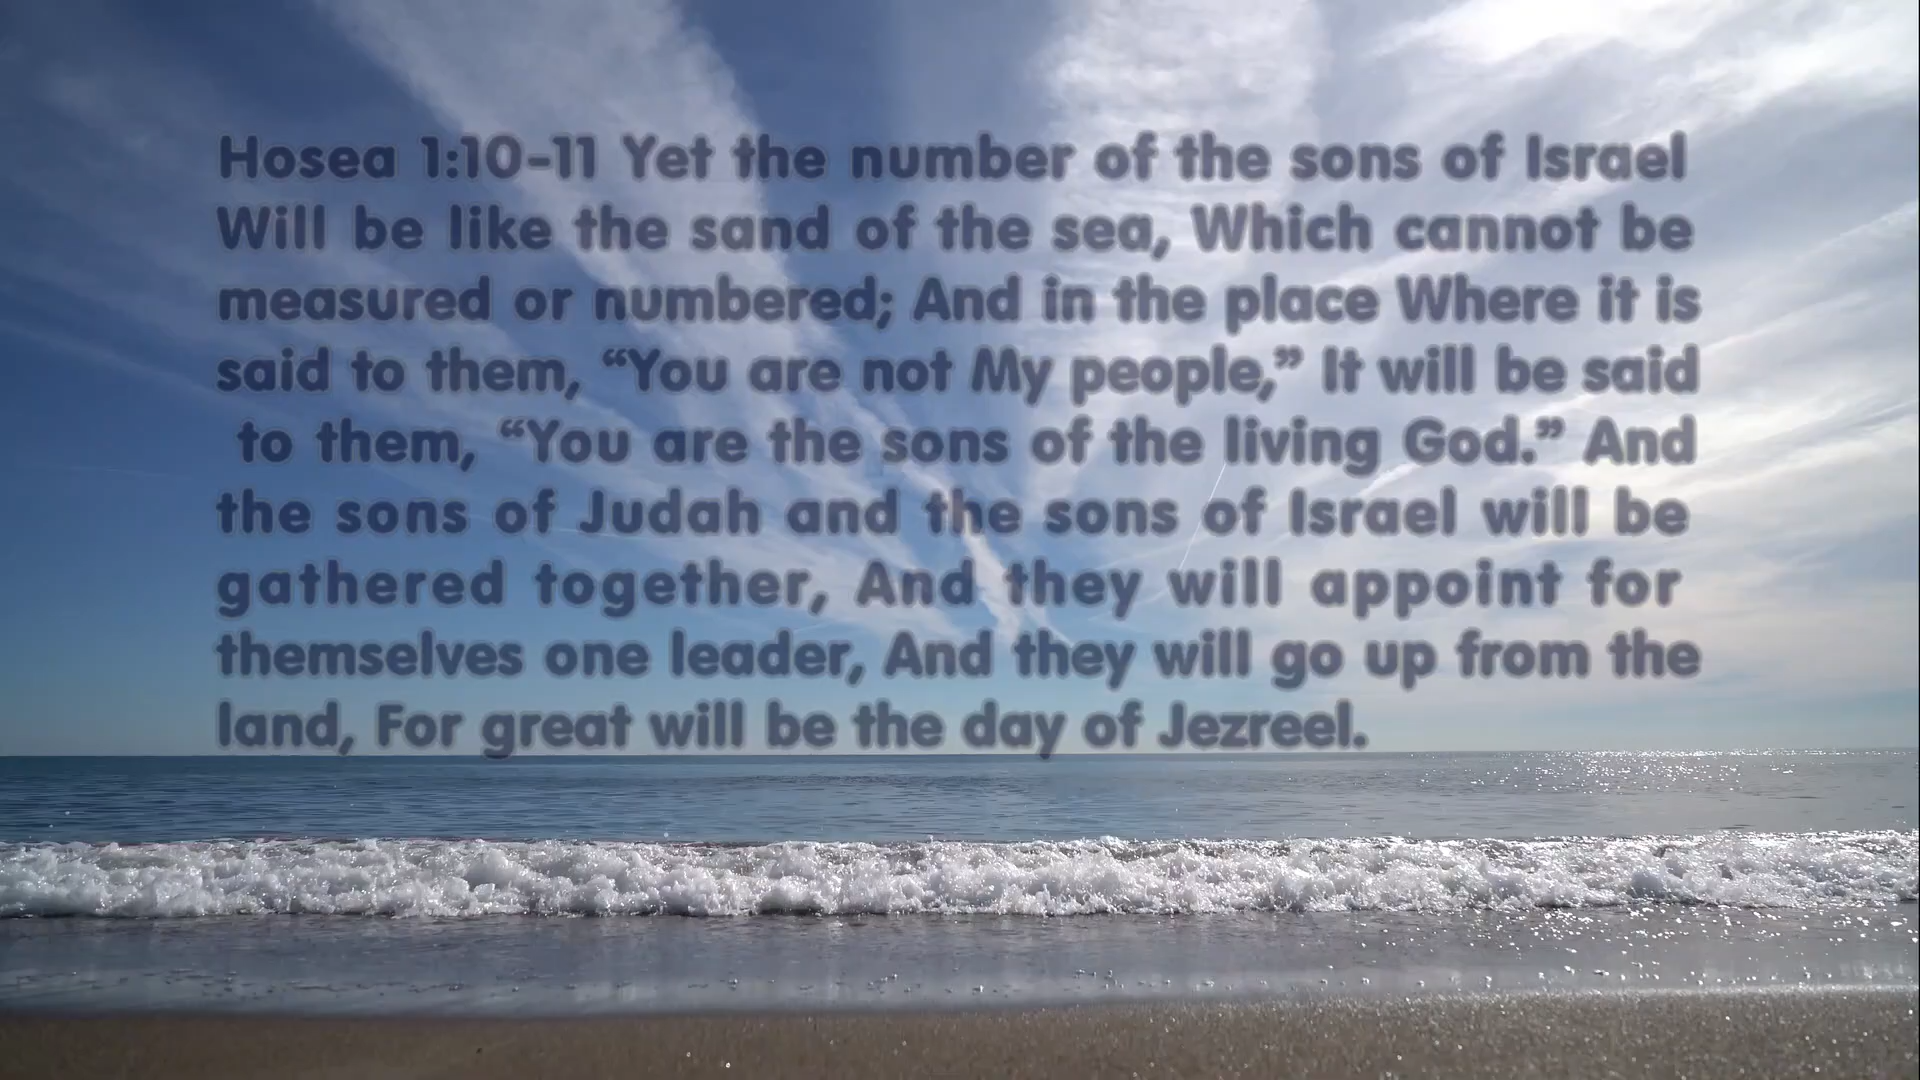 Hosea 1:10-11 Yet the number of the sons of Israel
Will be like the sand of the sea, Which cannot be
measured or numbered; And in the place Where it is
said to them, “You are not My people,” It will be said
to them, “You are the sons of the living God.” And
the sons of Judah and the sons of Israel will be
gathered together, And they will appoint for
themselves one leader, And they will go up from the
land, For great will be the day of Jezreel.